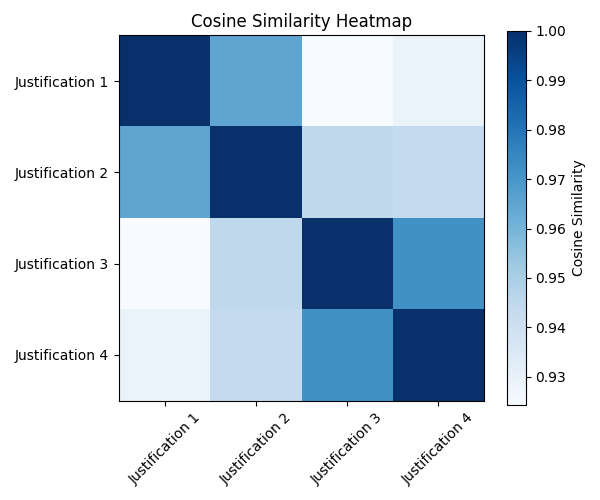 Cosine Similarity Heatmap
Justification 1
Justification 2
Justification 3
Justification 4
Justification 1
Justification 2
Justification 3
Justification 4
1.00
0.99
0.98
0.97
0.96
0.95
0.94
0.93
Cosine Similarity